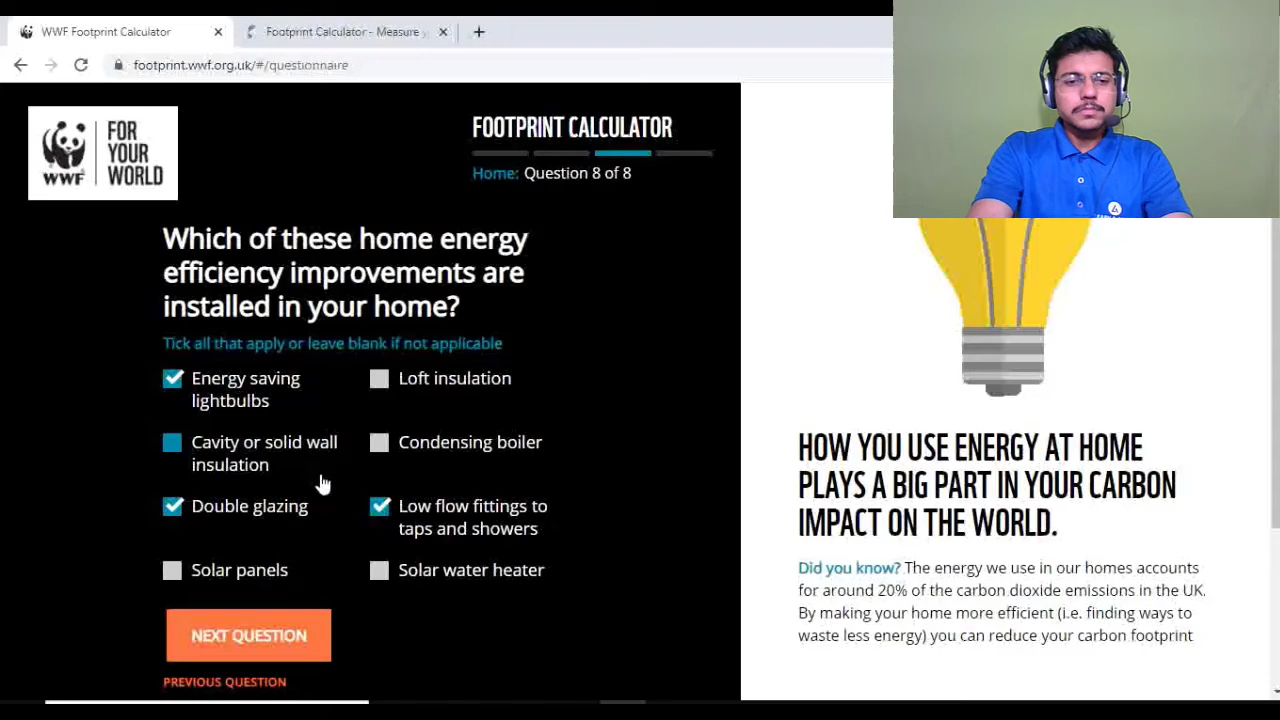 WWF Footprint Calculator
Footprint Calculator - Measure y
footprint.wwf.org.uk/#/questionnaire
WWF
FOR
YOUR
WORLD
FOOTPRINT CALCULATOR
Home: Question 8 of 8
Which of these home energy
efficiency improvements are
installed in your home?
Tick all that apply or leave blank if not applicable
Energy saving
lightbulbs
Loft insulation
Cavity or solid wall
insulation
Condensing boiler
Double glazing
Low flow fittings to
taps and showers
Solar panels
Solar water heater
NEXT QUESTION
PREVIOUS QUESTION
HOW YOU USE ENERGY AT HOME
PLAYS A BIG PART IN YOUR CARBON
IMPACT ON THE WORLD.
Did you know? The energy we use in our homes accounts
for around 20% of the carbon dioxide emissions in the UK.
By making your home more efficient (i.e. finding ways to
waste less energy) you can reduce your carbon footprint